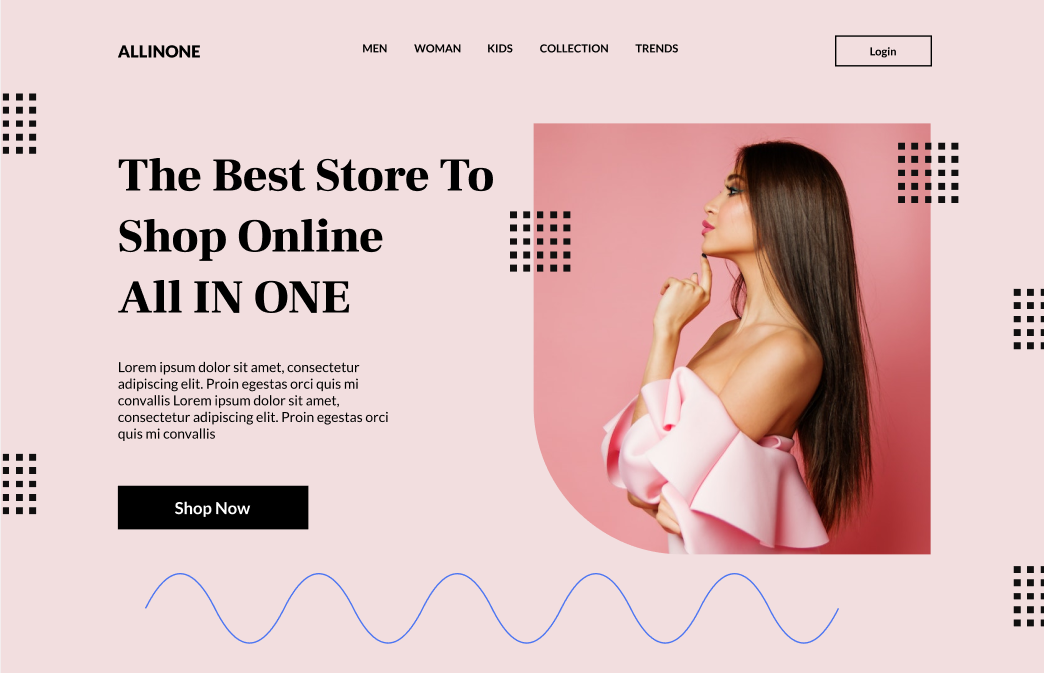 ALLINONE
MEN WOMAN KIDS COLLECTION TRENDS
Login
The Best Store To
Shop Online
All IN ONE
Lorem ipsum dolor sit amet, consectetur
adipiscing elit. Proin egestas orci quis mi
convallis Lorem ipsum dolor sit amet,
consectetur adipiscing elit. Proin egestas orci
quis mi convallis
Shop Now